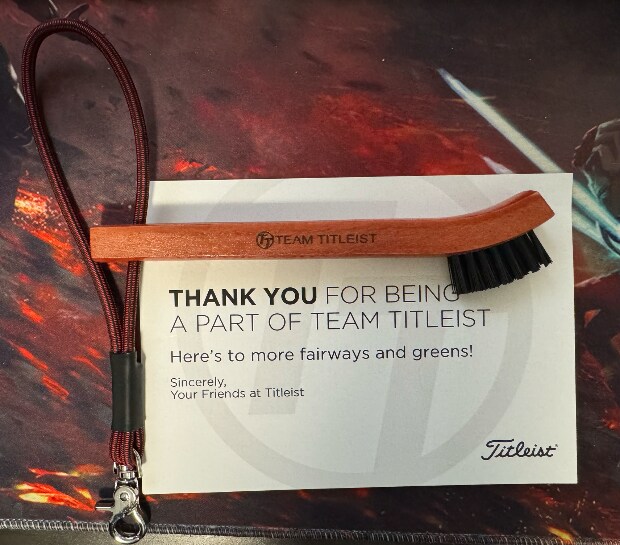 TT TEAM TITLEIST
THANK YOU FOR BEING
A PART OF TEAM TITLEIST
Here's to more fairways and greens!
Sincerely,
Your Friends at Titleist
Titleist